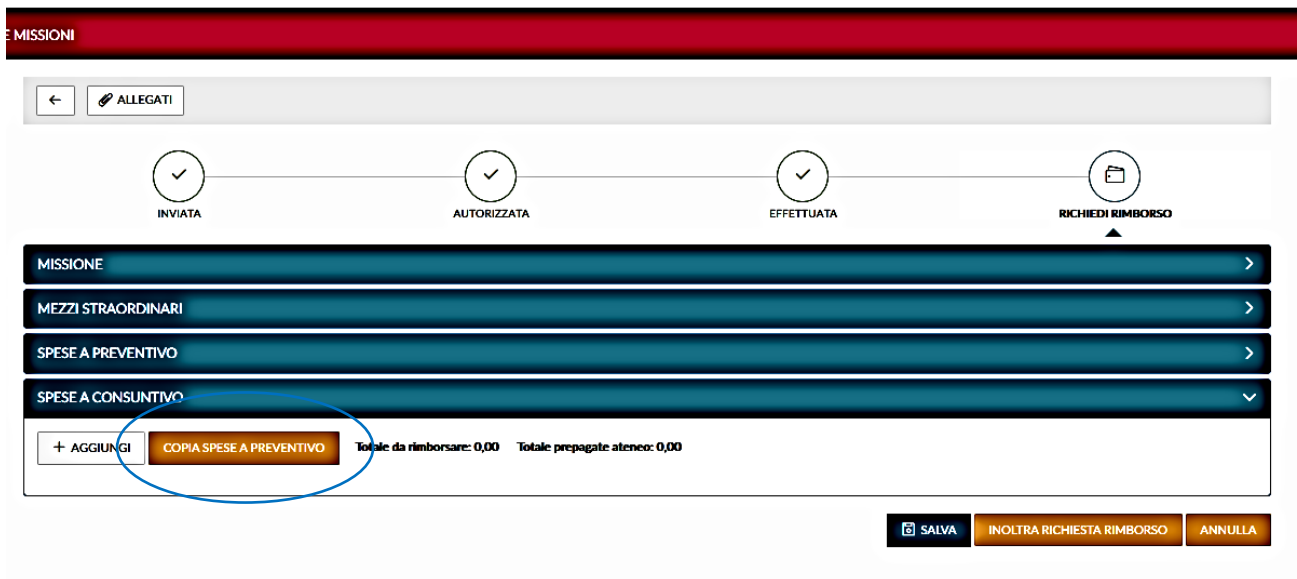 E MISSIONI
← ALLEGATI
INVIATA AUTORIZZATA EFFETTUATA RICHIEDI RIMBORSO
MISSIONE
MEZZI STRAORDINARI
SPESE A PREVENTIVO
SPESE A CONSUNTIVO
+ AGGIUNGI COPIA SPESE A PREVENTIVO Totale da rimborsare: 0,00 Totale prepagate ateneo: 0,00
SALVA INOLTRA RICHIESTA RIMBORSO ANNULLA